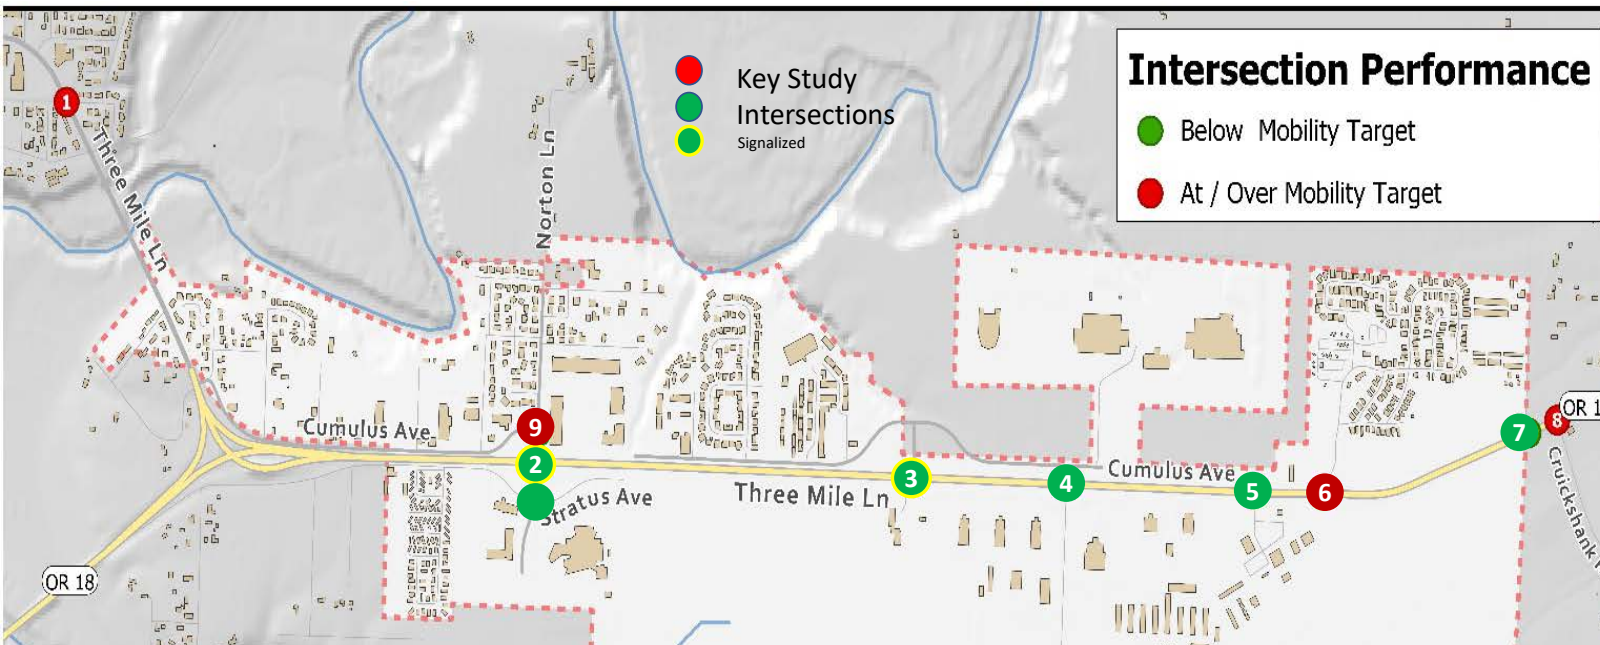 Intersection Performance
Below Mobility Target
At / Over Mobility Target
Key Study
Intersections
Signalized
1
Three Mile Ln
Norton Ln
Cumulus Ave
9
2
Stratus Ave
Three Mile Ln
3
4
Cumulus Ave
5
6
7
8
OR 1
Cruickshank
OR 18